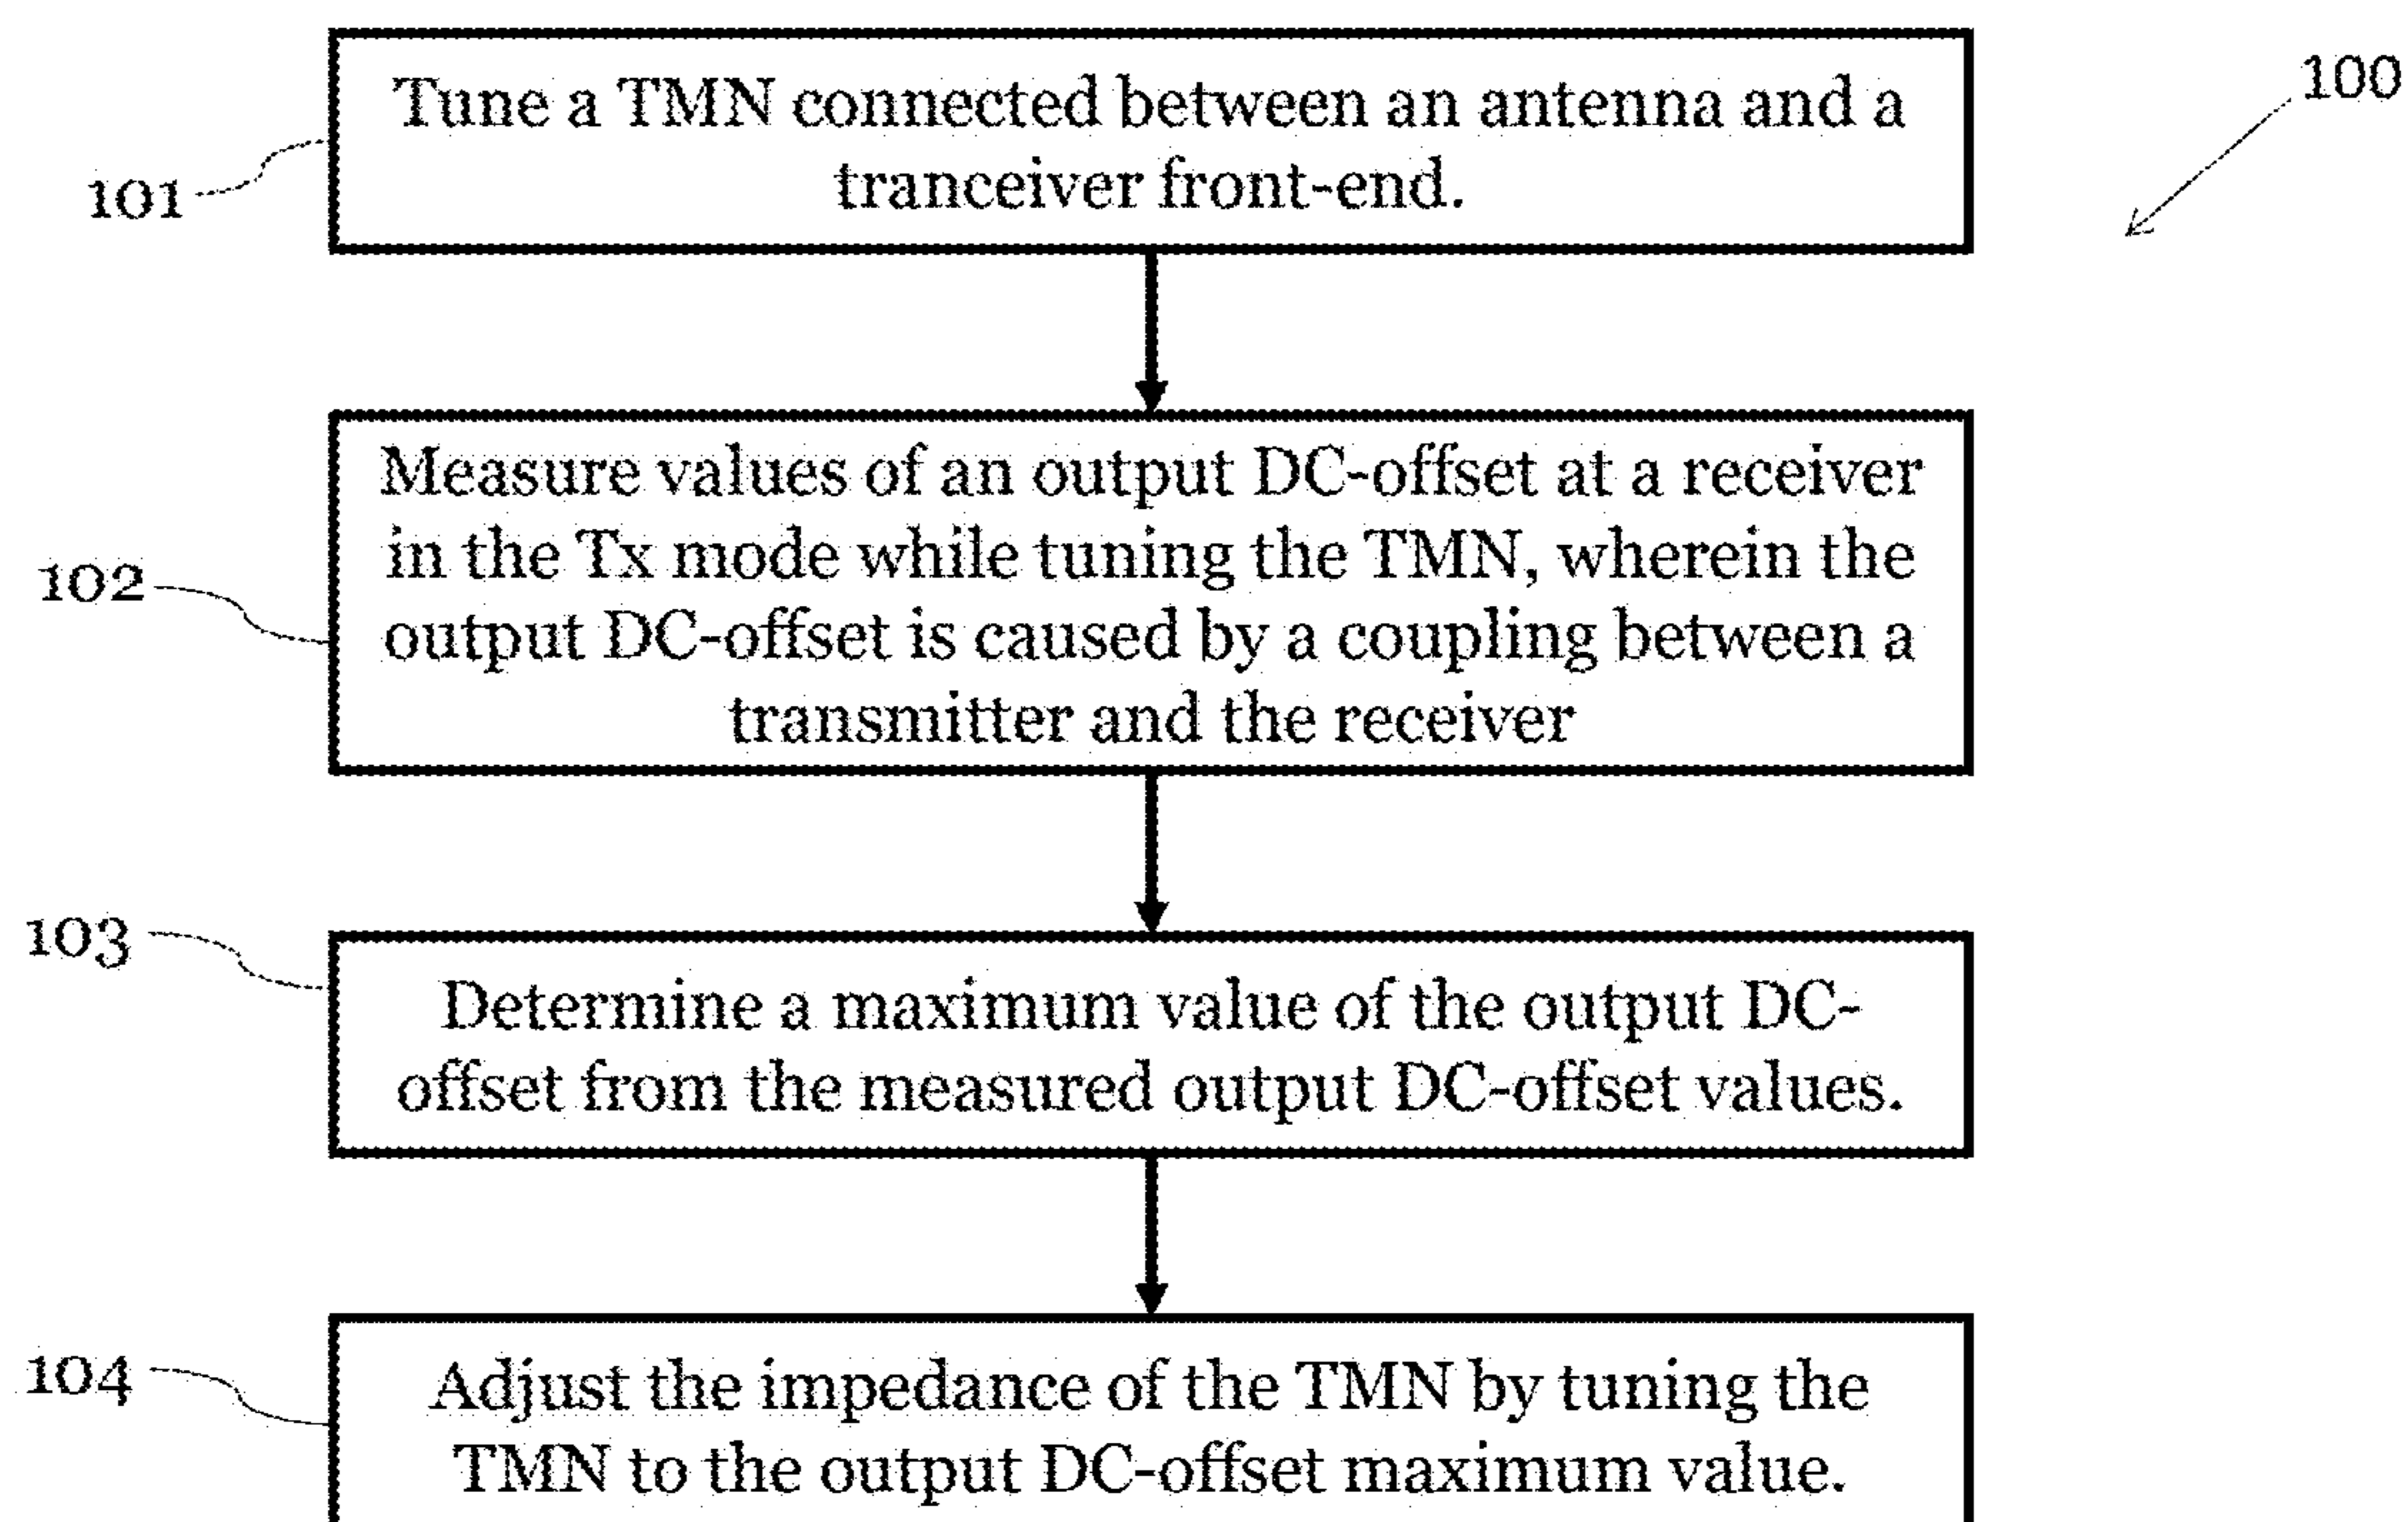 100
Tune a TMN connected between an antenna and a
tranceiver front-end.
101
Measure values of an output DC-offset at a receiver
in the Tx mode while tuning the TMN, wherein the
output DC-offset is caused by a coupling between a
transmitter and the receiver
102
103
Determine a maximum value of the output DC-
offset from the measured output DC-offset values.
104
Adjust the impedance of the TMN by tuning the
TMN to the output DC-offset maximum value.